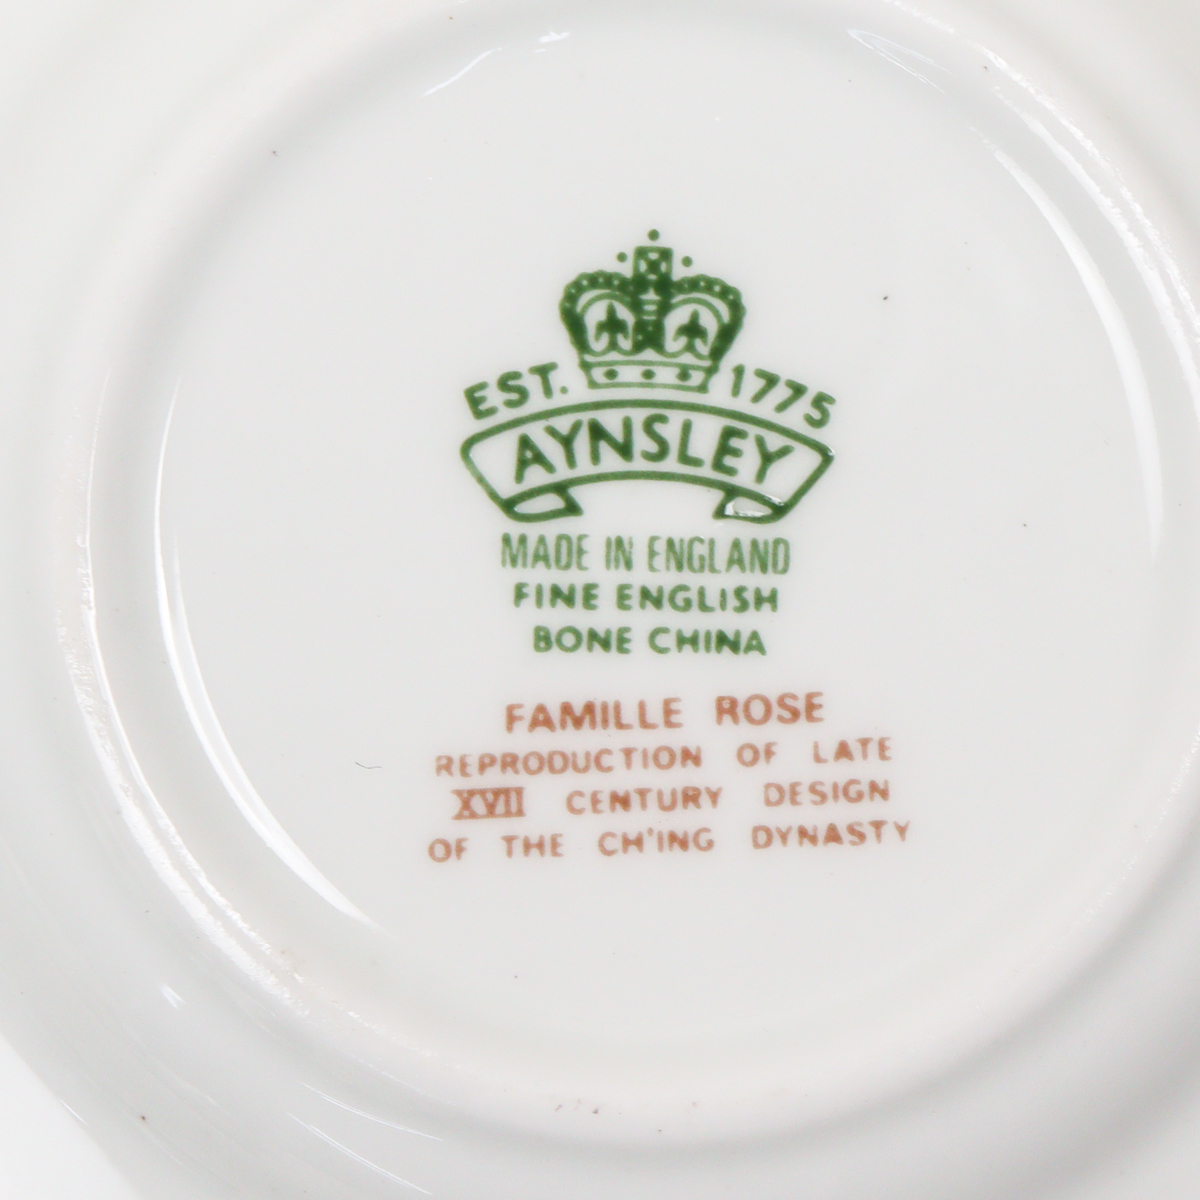 EST. 1775
AYNSLEY
MADE IN ENGLAND
FINE ENGLISH
BONE CHINA
FAMILLE ROSE
REPRODUCTION OF LATE
XVII CENTURY DESIGN
OF THE CH'ING DYNASTY